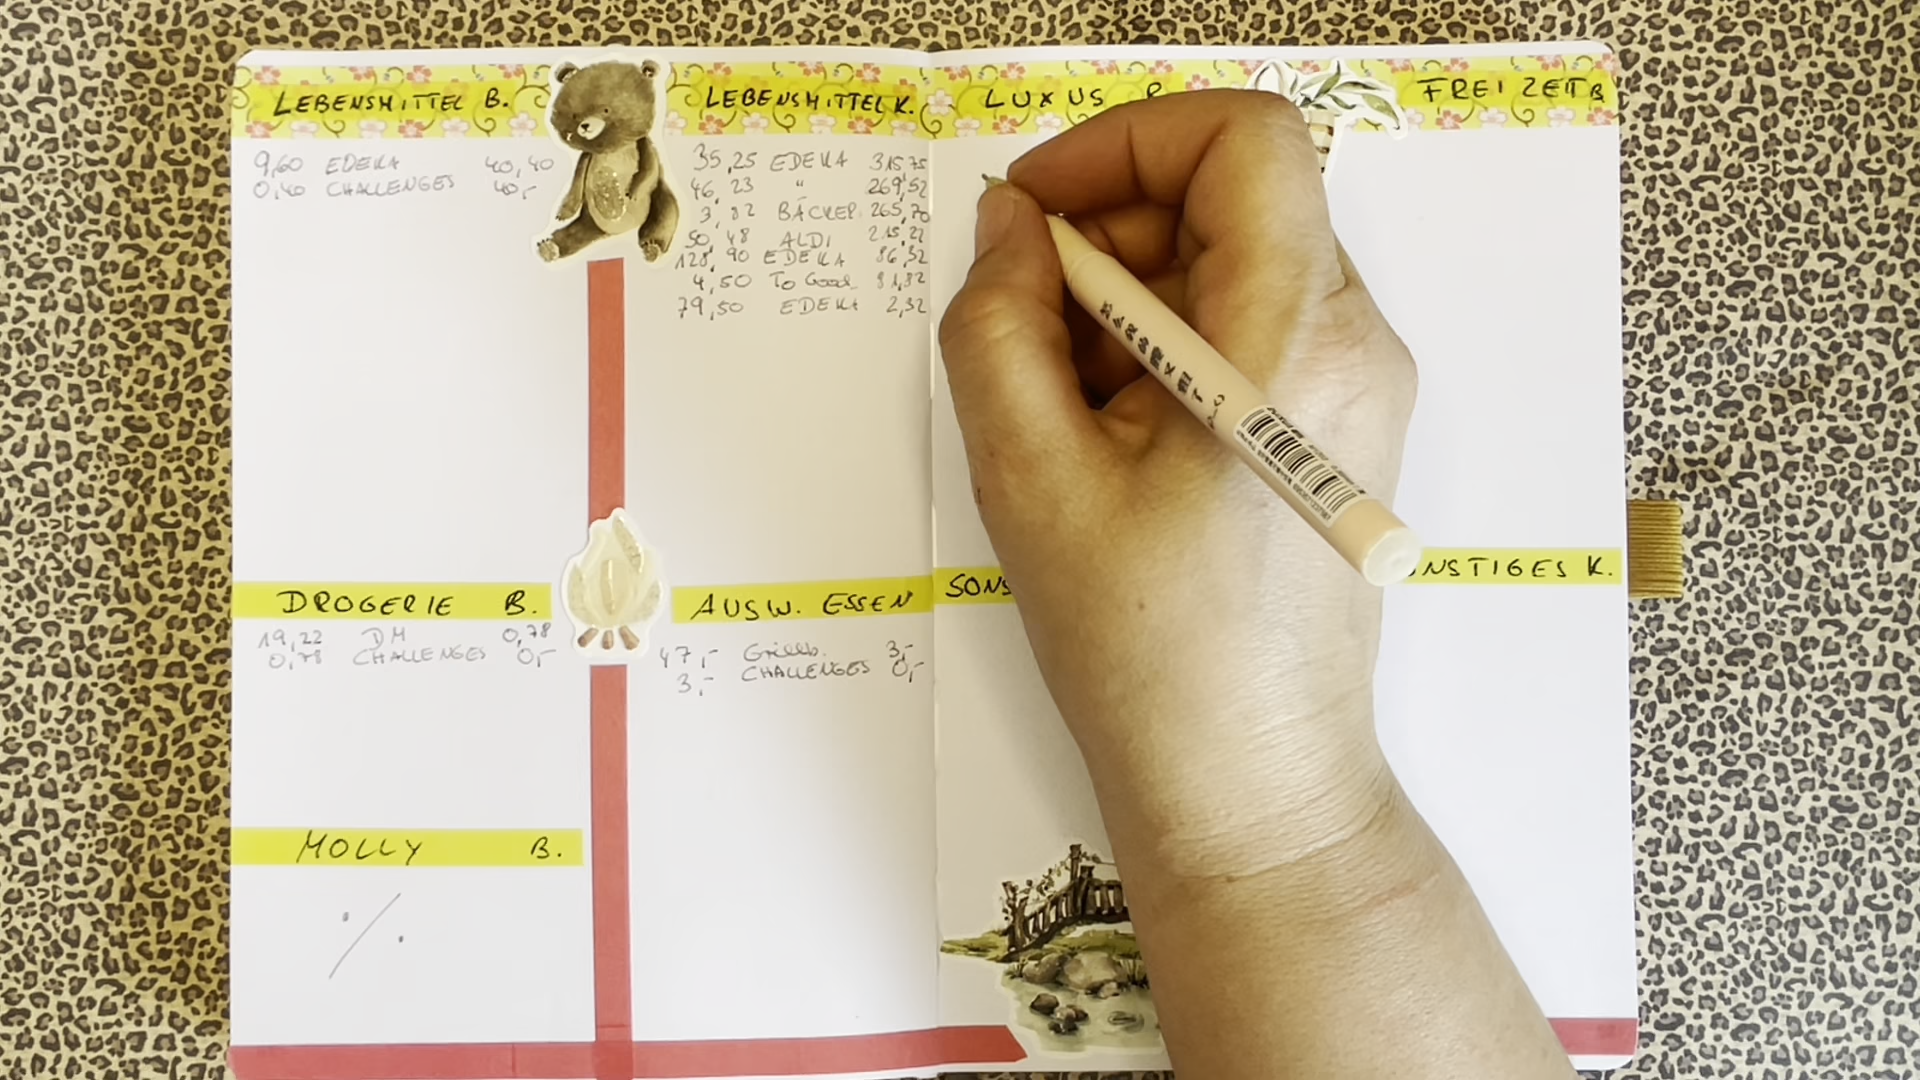 LEBENSMITTEL B.
9,60 EDEKA 40,40
0,40 CHALLENGES 40,-
LEBENSMITTEL K.
35,25 EDEKA 315,75
46,23 " 269,52
3,82 BÄCKER 265,70
50,48 ALDI 215,22
128,90 EDEKA 86,32
4,50 To Good 81,82
79,50 EDEKA 2,32
LUXUS B.
FREIZEIT B
DROGERIE B.
19,22 DM 0,78
0,78 CHALLENGES 0,-
AUSW. ESSEN
47,- Grillb. 3,-
3,- CHALLENGES 0,-
SONS
NSTIGES K.
MOLLY B.